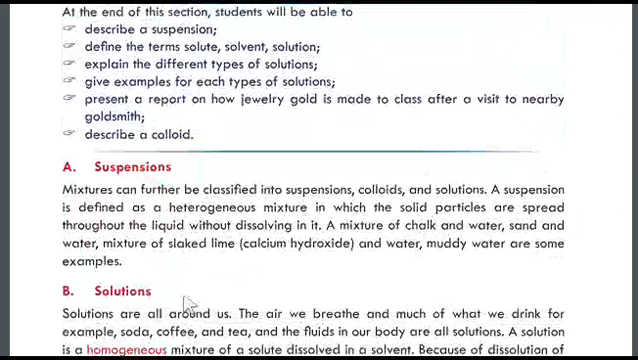 At the end of this section, students will be able to
☞ describe a suspension;
☞ define the terms solute, solvent, solution;
☞ explain the different types of solutions;
☞ give examples for each types of solutions;
☞ present a report on how jewelry gold is made to class after a visit to nearby
goldsmith;
☞ describe a colloid.
A. Suspensions
Mixtures can further be classified into suspensions, colloids, and solutions. A suspension
is defined as a heterogeneous mixture in which the solid particles are spread
throughout the liquid without dissolving in it. A mixture of chalk and water, sand and
water, mixture of slaked lime (calcium hydroxide) and water, muddy water are some
examples.
B. Solutions
Solutions are all around us. The air we breathe and much of what we drink for
example, soda, coffee, and tea, and the fluids in our body are all solutions. A solution
is a homogeneous mixture of a solute dissolved in a solvent. Because of dissolution of